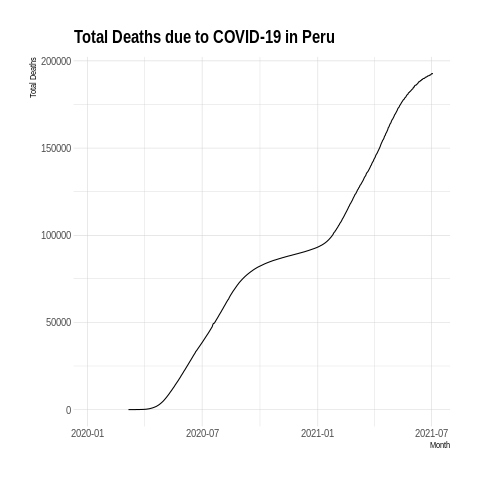 Total Deaths due to COVID-19 in Peru
Total Deaths
200000
150000
100000
50000
0
2020-01 2020-07 2021-01 2021-07
Month